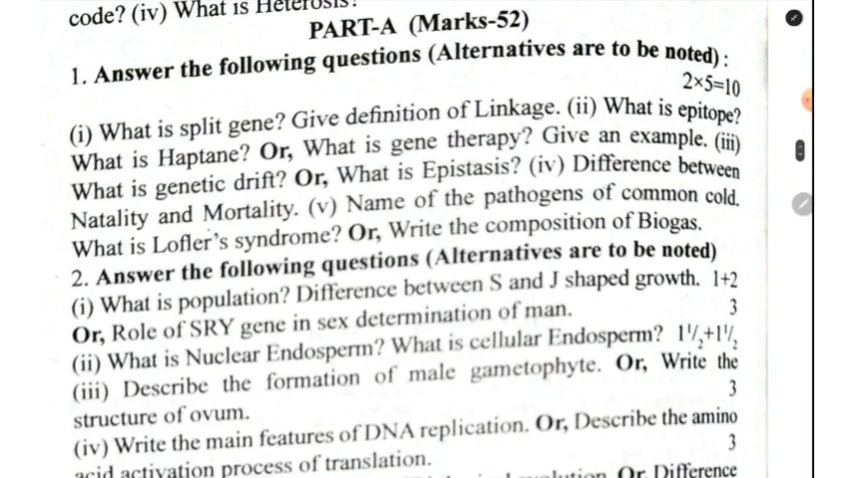 code? (iv) What is Heterosis?
PART-A (Marks-52)
1. Answer the following questions (Alternatives are to be noted) :
2×5=10
(i) What is split gene? Give definition of Linkage. (ii) What is epitope?
What is Haptane? Or, What is gene therapy? Give an example. (iii)
What is genetic drift? Or, What is Epistasis? (iv) Difference between
Natality and Mortality. (v) Name of the pathogens of common cold.
What is Lofler's syndrome? Or, Write the composition of Biogas.
2. Answer the following questions (Alternatives are to be noted)
(i) What is population? Difference between S and J shaped growth. 1+2
Or, Role of SRY gene in sex determination of man. 3
(ii) What is Nuclear Endosperm? What is cellular Endosperm? 1 1/2+1 1/2
(iii) Describe the formation of male gametophyte. Or, Write the
structure of ovum. 3
(iv) Write the main features of DNA replication. Or, Describe the amino
acid activation process of translation. 3
Or, Difference